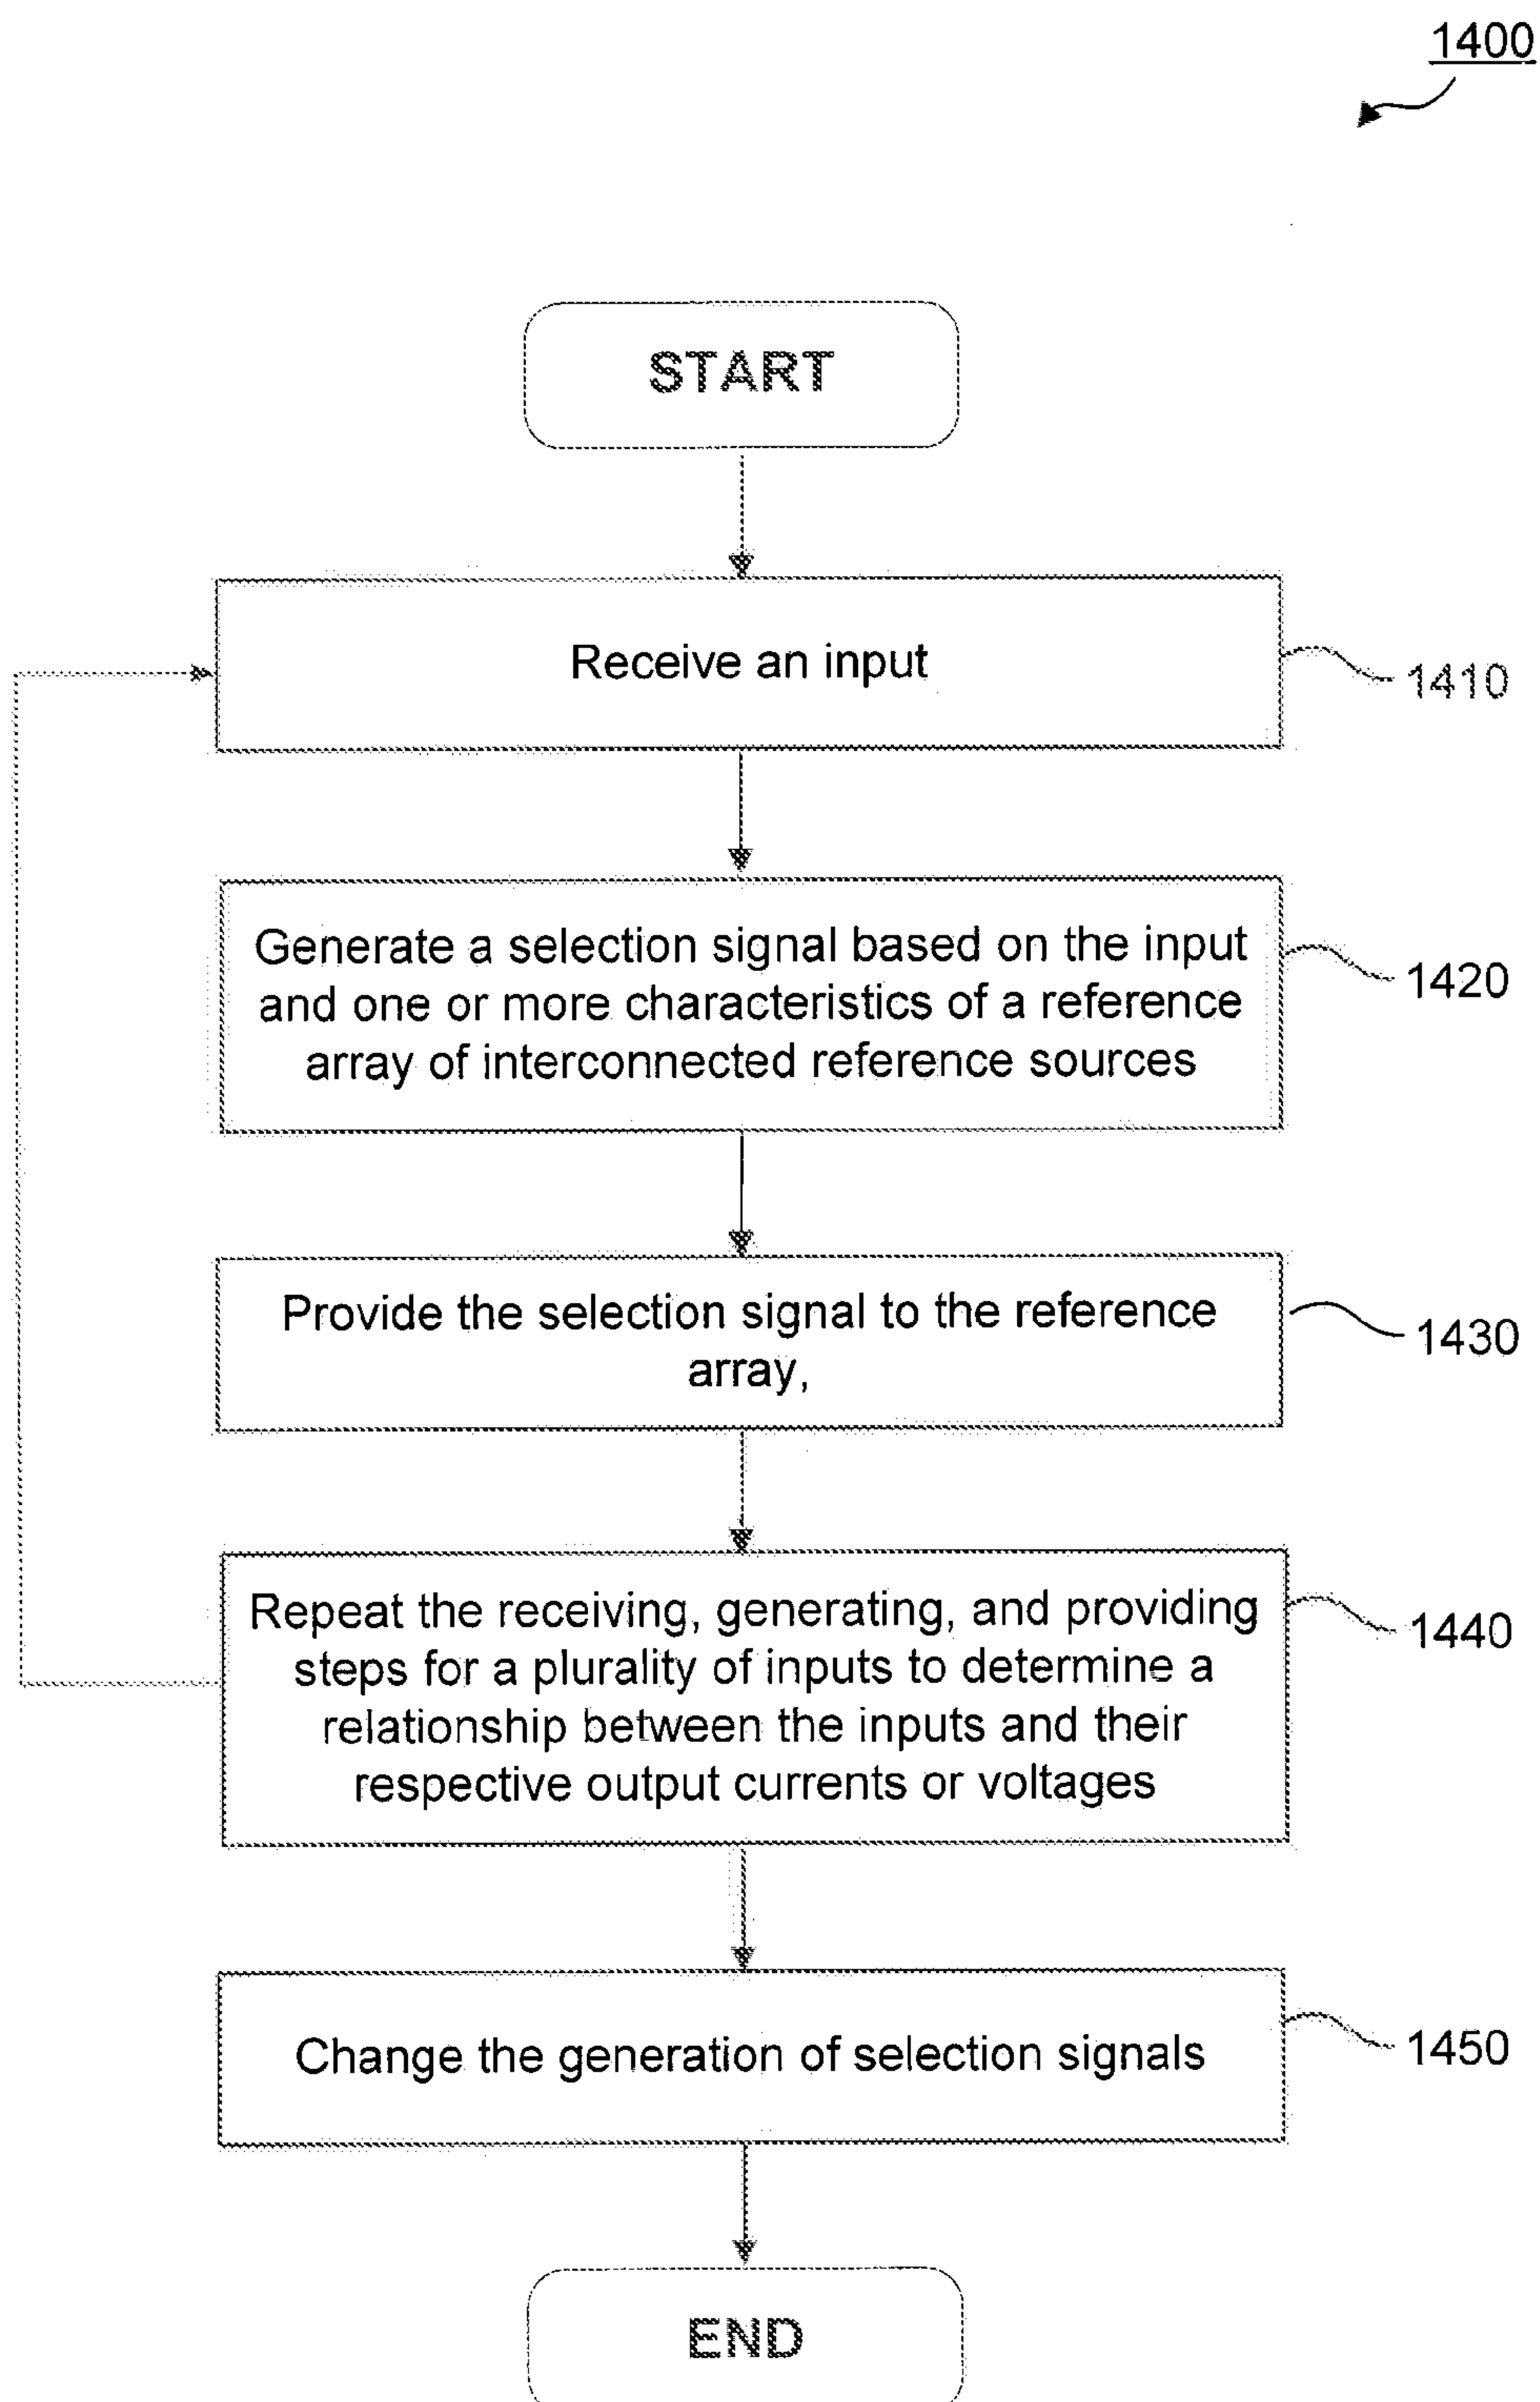 1400
START
Receive an input
1410
Generate a selection signal based on the input
and one or more characteristics of a reference
array of interconnected reference sources
1420
Provide the selection signal to the reference
array,
1430
Repeat the receiving, generating, and providing
steps for a plurality of inputs to determine a
relationship between the inputs and their
respective output currents or voltages
1440
Change the generation of selection signals
1450
END